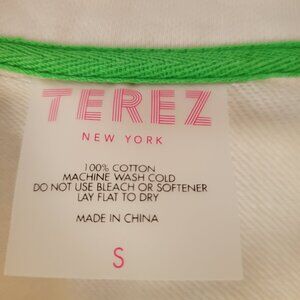 TEREZ
NEW YORK
100% COTTON
MACHINE WASH COLD
DO NOT USE BLEACH OR SOFTENER
LAY FLAT TO DRY
MADE IN CHINA
S